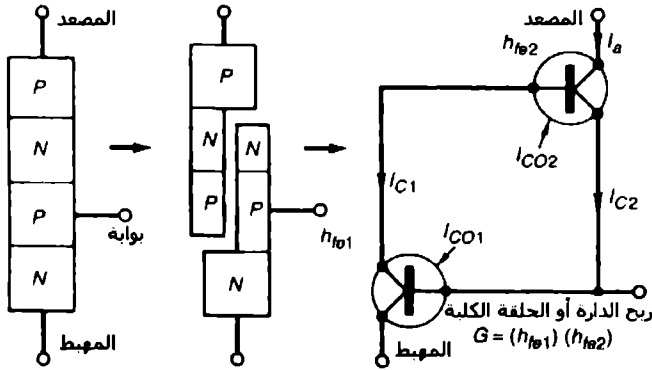 المصعد
P
N
P
N
بوابة
المهبط
P
N
P
N
P
N
h_fe1
المصعد
I_a
h_fe2
I_CO2
I_C1
I_C2
I_CO1
ربح الدارة أو الحلقة الكلية
G = (h_fe1) (h_fe2)
المهبط